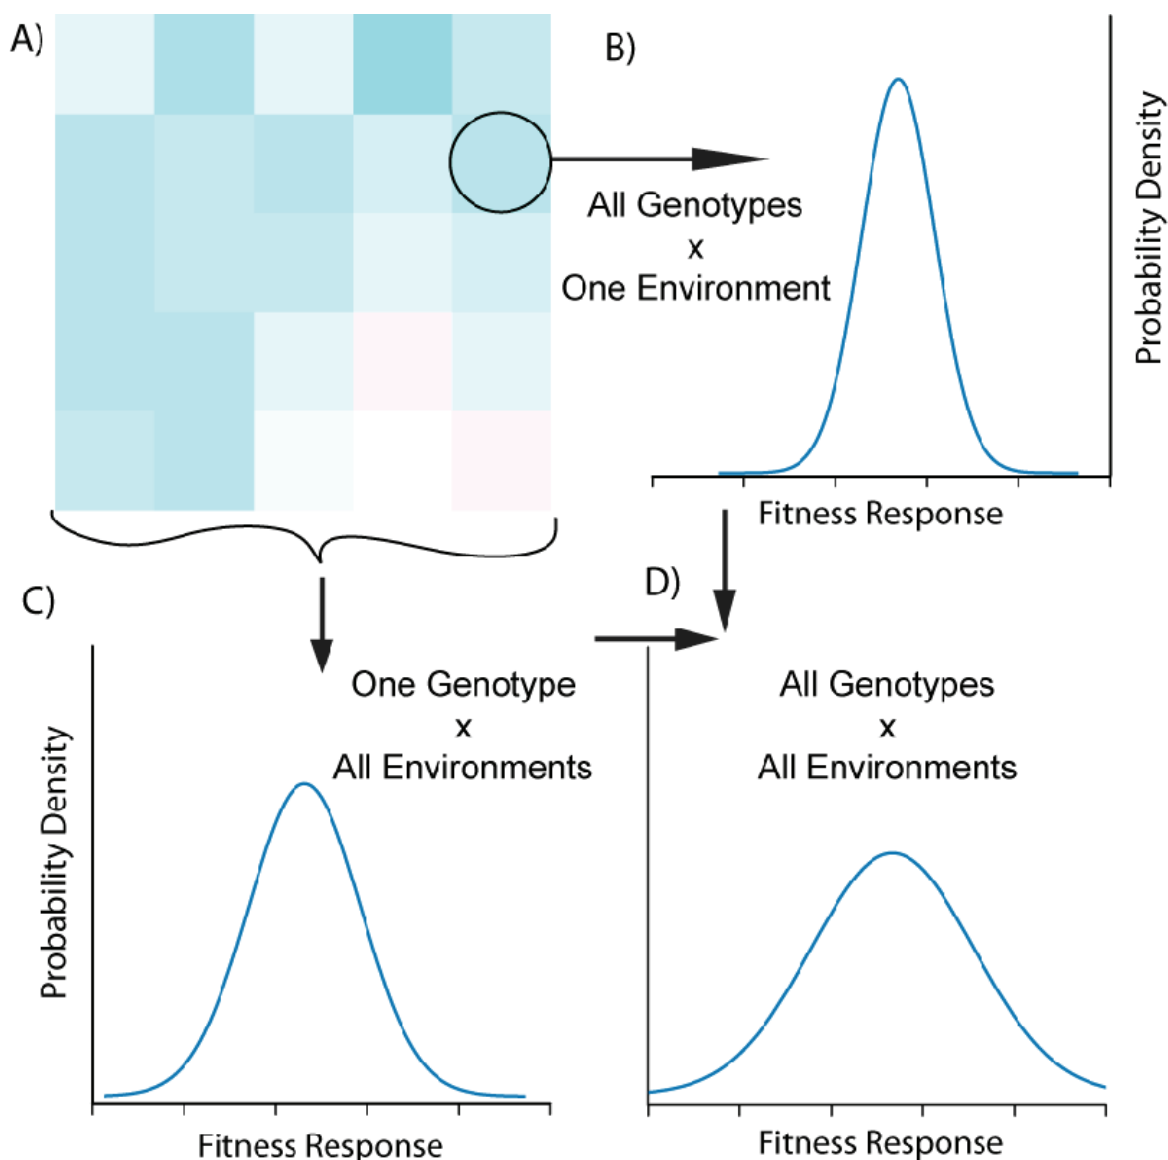 A)
B)
All Genotypes
x
One Environment
Probability Density
Fitness Response
C)
One Genotype
x
All Environments
Probability Density
Fitness Response
D)
All Genotypes
x
All Environments
Fitness Response